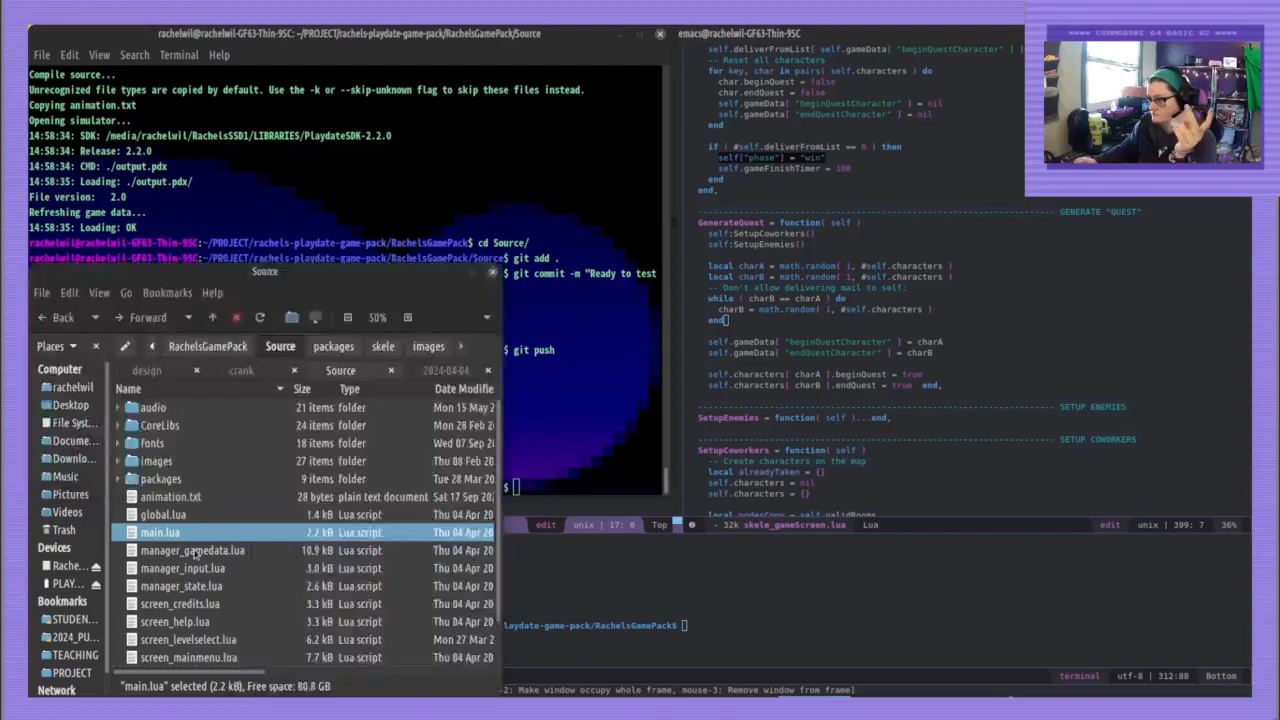 rachelwil@rachelwil-GF63-Thin-9SC: ~/PROJECT/rachels-playdate-game-pack/RachelsGamePack/Source
File Edit View Search Terminal Help
Compile source...
Unrecognized file types are copied by default. Use the -k or --skip-unknown flag to skip these files instead.
Copying animation.txt
Opening simulator...
14:58:34: SDK: /media/rachelwil/RachelsSSD1/LIBRARIES/PlaydateSDK-2.2.0
14:58:34: Release: 2.2.0
14:58:34: CMD: ./output.pdx
14:58:35: Loading: ./output.pdx/
File version: 2.0
Refreshing game data...
14:58:35: Loading: OK
rachelwil@rachelwil-GF63-Thin-9SC:~/PROJECT/rachels-playdate-game-pack/RachelsGamePack$ cd Source/
rachelwil@rachelwil-GF63-Thin-9SC:~/PROJECT/rachels-playdate-game-pack/RachelsGamePack/Source$ git add .
$ git commit -m "Ready to test
$ git push
$
Source
File Edit View Go Bookmarks Help
Back Forward 50%
Places RachelsGamePack Source packages skele images
design crank Source 2024-04-04
Computer
rachelwil
Desktop
File Sys...
Docume...
Downlo...
Music
Pictures
Videos
Trash
Devices
Rache...
PLAY...
Bookmarks
STUDEN...
2024_PU...
TEACHING
PROJECT
Network
Name Size Type Date Modifie
audio 21 items folder Mon 15 May 2
CoreLibs 24 items folder Mon 28 Feb 2
fonts 18 items folder Wed 07 Sep 2
images 27 items folder Thu 08 Feb 2
packages 9 items folder Tue 28 Mar 2
animation.txt 28 bytes plain text document Sat 17 Sep 20
global.lua 1.4 kB Lua script Thu 04 Apr 20
main.lua 2.2 kB Lua script Thu 04 Apr 20
manager_gamedata.lua 10.9 kB Lua script Thu 04 Apr 20
manager_input.lua 3.0 kB Lua script Thu 04 Apr 20
manager_state.lua 2.6 kB Lua script Thu 04 Apr 20
screen_credits.lua 3.3 kB Lua script Thu 04 Apr 20
screen_help.lua 3.3 kB Lua script Thu 04 Apr 20
screen_levelselect.lua 6.2 kB Lua script Mon 27 Mar 2
screen_mainmenu.lua 7.7 kB Lua script Thu 04 Apr 20
"main.lua" selected (2.2 kB), Free space: 80.8 GB
emacs@rachelwil-GF63-Thin-9SC
self.deliverFromList[ self.gameData[ "beginQuestCharacter" ] ]
-- Reset all characters
for key, char in pairs( self.characters ) do
char.beginQuest = false
char.endQuest = false
self.gameData[ "beginQuestCharacter" ] = nil
self.gameData[ "endQuestCharacter" ] = nil
end
if ( #self.deliverFromList == 0 ) then
self["phase"] = "win"
self.gameFinishTimer = 100
end
end,
GENERATE "QUEST"
GenerateQuest = function( self )
self:SetupCoworkers()
self:SetupEnemies()
local charA = math.random( 1, #self.characters )
local charB = math.random( 1, #self.characters )
-- Don't allow delivering mail to self:
while ( charB == charA ) do
charB = math.random( 1, #self.characters )
end
self.gameData[ "beginQuestCharacter" ] = charA
self.gameData[ "endQuestCharacter" ] = charB
self.characters[ charA ].beginQuest = true
self.characters[ charB ].endQuest = true end,
SETUP ENEMIES
SetupEnemies = function( self )...end,
SETUP COWORKERS
SetupCoworkers = function( self )
-- Create characters on the map
local alreadyTaken = {}
self.characters = nil
self.characters = {}
local nodesCopy = self.validRooms
edit unix | 17: 0 Top
- 32k skele_gameScreen.lua Lua edit unix | 399: 7 36%
laydate-game-pack/RachelsGamePack$
terminal utf-8 | 312:88 Bottom
-2: Make window occupy whole frame, mouse-3: Remove window from frame]
**** COMMODORE 64 BASIC V2 ****